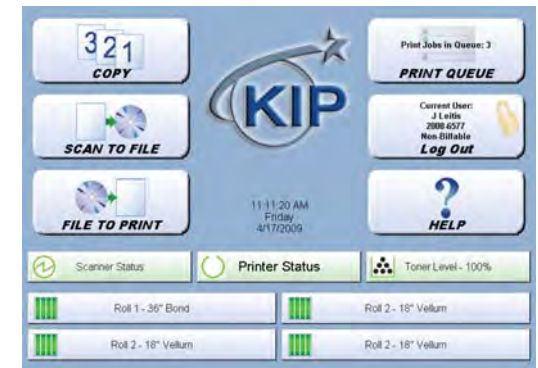 3 2 1
COPY
Print Jobs in Queue: 3
PRINT QUEUE
KIP
SCAN TO FILE
Current User:
J Leitis
2008-6577
Non-Billable
Log Out
FILE TO PRINT
11:11:20 AM
Friday
4/17/2009
?
HELP
Scanner Status
Printer Status
Toner Level - 100%
Roll 1 - 36" Bond
Roll 2 - 18" Vellum
Roll 2 - 18" Vellum
Roll 2 - 18" Vellum